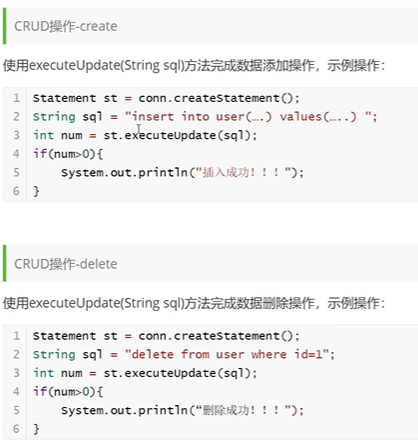 CRUD操作-create
使用executeUpdate(String sql)方法完成数据添加操作，示例操作：
1 Statement st = conn.createStatement();
2 String sql = "insert into user(….) values(…..) ";
3 int num = st.executeUpdate(sql);
4 if(num>0){
5 System.out.println("插入成功！！！");
6 }
CRUD操作-delete
使用executeUpdate(String sql)方法完成数据删除操作，示例操作：
1 Statement st = conn.createStatement();
2 String sql = "delete from user where id=1";
3 int num = st.executeUpdate(sql);
4 if(num>0){
5 System.out.println(“删除成功！！！");
6 }